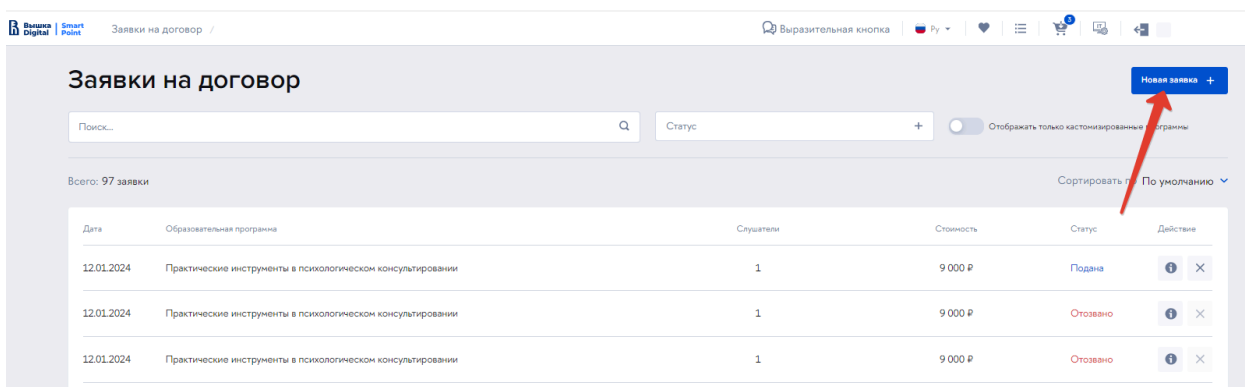 Вышка Digital | Smart Point Заявки на договор / Выразительная кнопка Ру 3
Заявки на договор
Новая заявка +
Поиск... Статус + Отображать только кастомизированные программы
Всего: 97 заявки Сортировать По умолчанию
Дата Образовательная программа Слушатели Стоимость Статус Действие
12.01.2024 Практические инструменты в психологическом консультировании 1 9 000 ₽ Подана
12.01.2024 Практические инструменты в психологическом консультировании 1 9 000 ₽ Отозвано
12.01.2024 Практические инструменты в психологическом консультировании 1 9 000 ₽ Отозвано